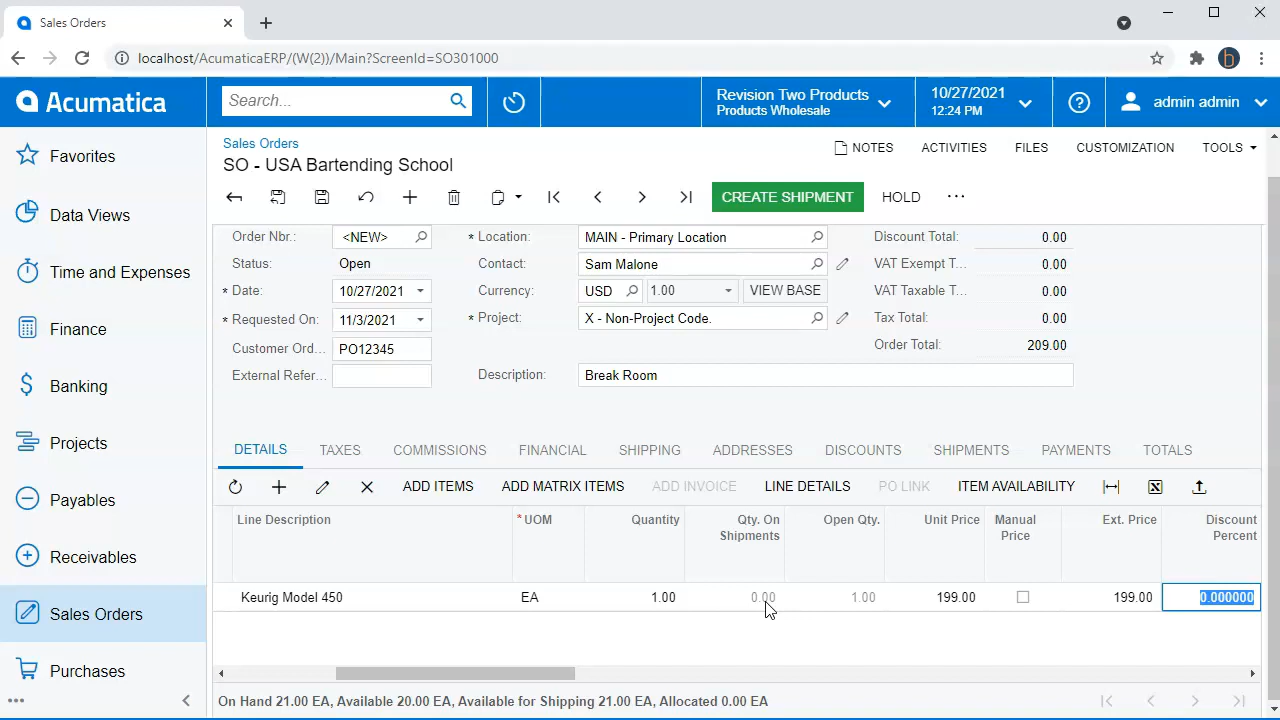 Sales Orders
localhost/AcumaticaERP/(W(2))/Main?ScreenId=SO301000
b
Acumatica
Search...
Revision Two Products
Products Wholesale
10/27/2021
12:24 PM
?
admin admin
Favorites
Data Views
Time and Expenses
Finance
Banking
Projects
Payables
Receivables
Sales Orders
Purchases
Sales Orders
SO - USA Bartending School
NOTES ACTIVITIES FILES CUSTOMIZATION TOOLS
CREATE SHIPMENT HOLD
Order Nbr.: <NEW> * Location: MAIN - Primary Location Discount Total: 0.00
Status: Open Contact: Sam Malone VAT Exempt T... 0.00
* Date: 10/27/2021 Currency: USD 1.00 VIEW BASE VAT Taxable T... 0.00
* Requested On: 11/3/2021 * Project: X - Non-Project Code. Tax Total: 0.00
Customer Ord... PO12345 Order Total: 209.00
External Refer... Description: Break Room
DETAILS TAXES COMMISSIONS FINANCIAL SHIPPING ADDRESSES DISCOUNTS SHIPMENTS PAYMENTS TOTALS
ADD ITEMS ADD MATRIX ITEMS ADD INVOICE LINE DETAILS PO LINK ITEM AVAILABILITY
Line Description * UOM Quantity Qty. On Shipments Open Qty. Unit Price Manual Price Ext. Price Discount Percent
Keurig Model 450 EA 1.00 0.00 1.00 199.00 199.00 0.000000
On Hand 21.00 EA, Available 20.00 EA, Available for Shipping 21.00 EA, Allocated 0.00 EA